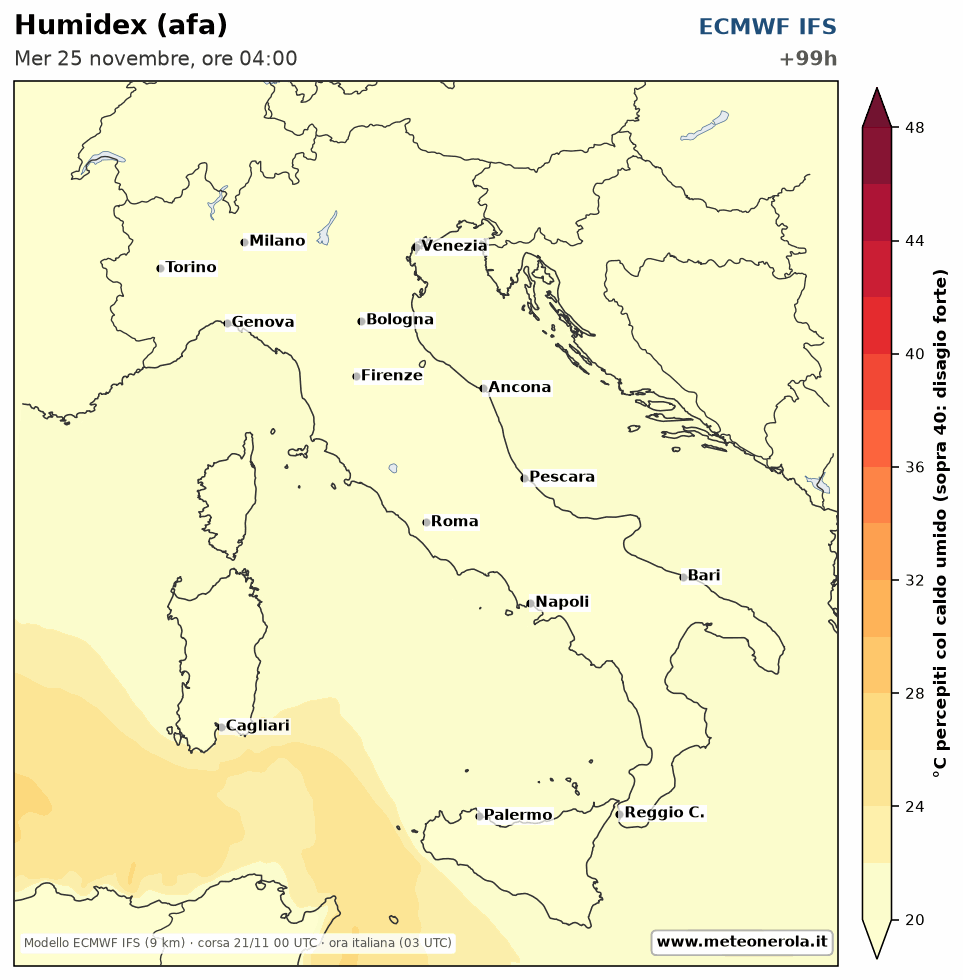 Humidex (afa)
ECMWF IFS
Mer 25 novembre, ore 04:00
+99h
48
44
40
36
32
28
24
20
°C percepiti col caldo umido (sopra 40: disagio forte)
Milano
Venezia
Torino
Genova
Bologna
Firenze
Ancona
Pescara
Roma
Bari
Napoli
Cagliari
Palermo
Reggio C.
Modello ECMWF IFS (9 km) · corsa 21/11 00 UTC · ora italiana (03 UTC)
www.meteonerola.it